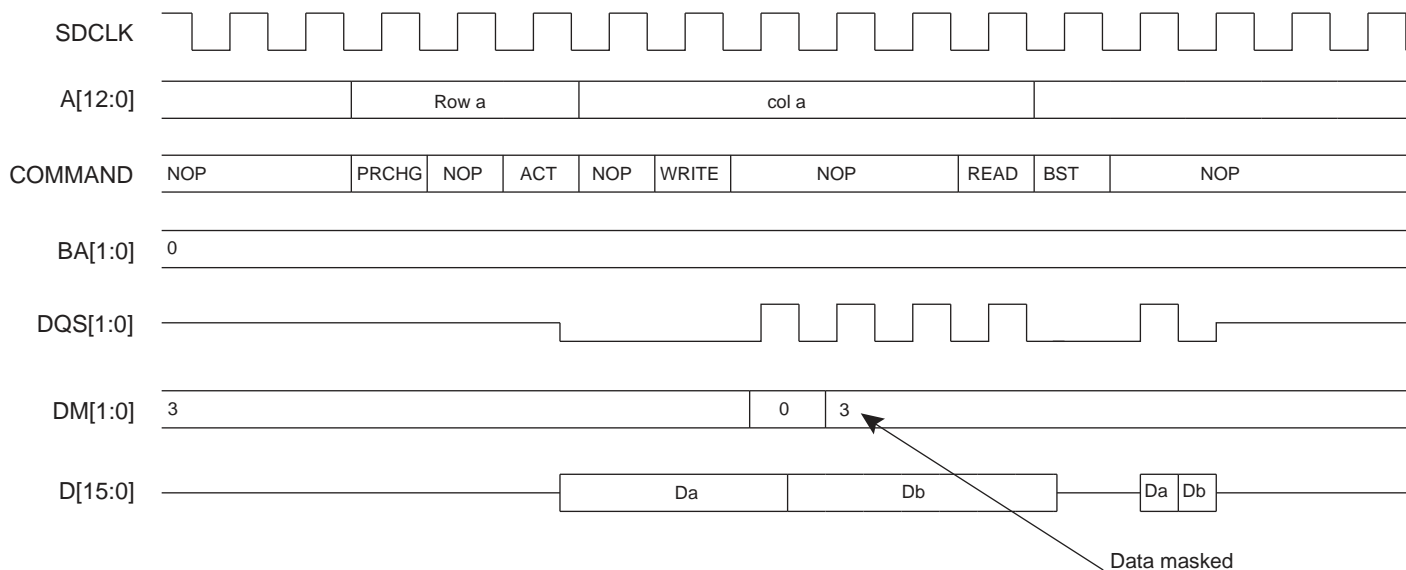 SDCLK
A[12:0] Row a col a
COMMAND NOP PRCHG NOP ACT NOP WRITE NOP READ BST NOP
BA[1:0] 0
DQS[1:0]
DM[1:0] 3 0 3
D[15:0] Da Db Da Db
Data masked